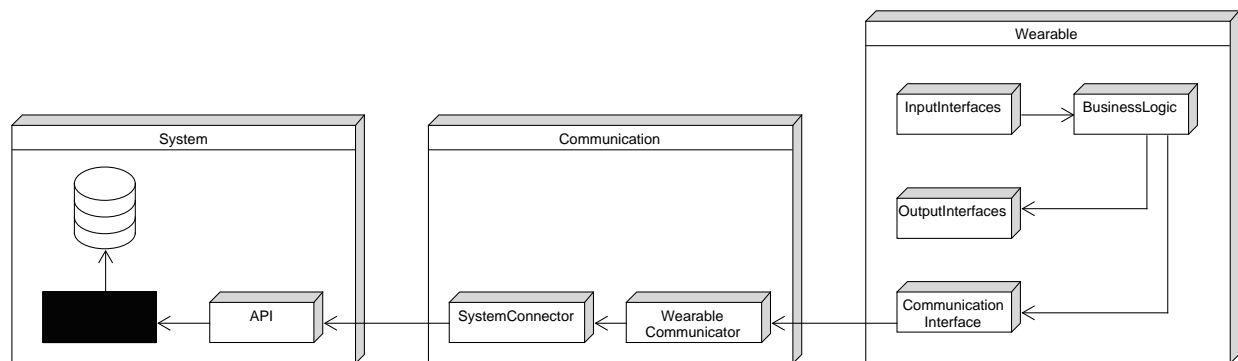 Wearable
InputInterfaces
BusinessLogic
System
Communication
OutputInterfaces
API
SystemConnector
Wearable
Communicator
Communication
Interface